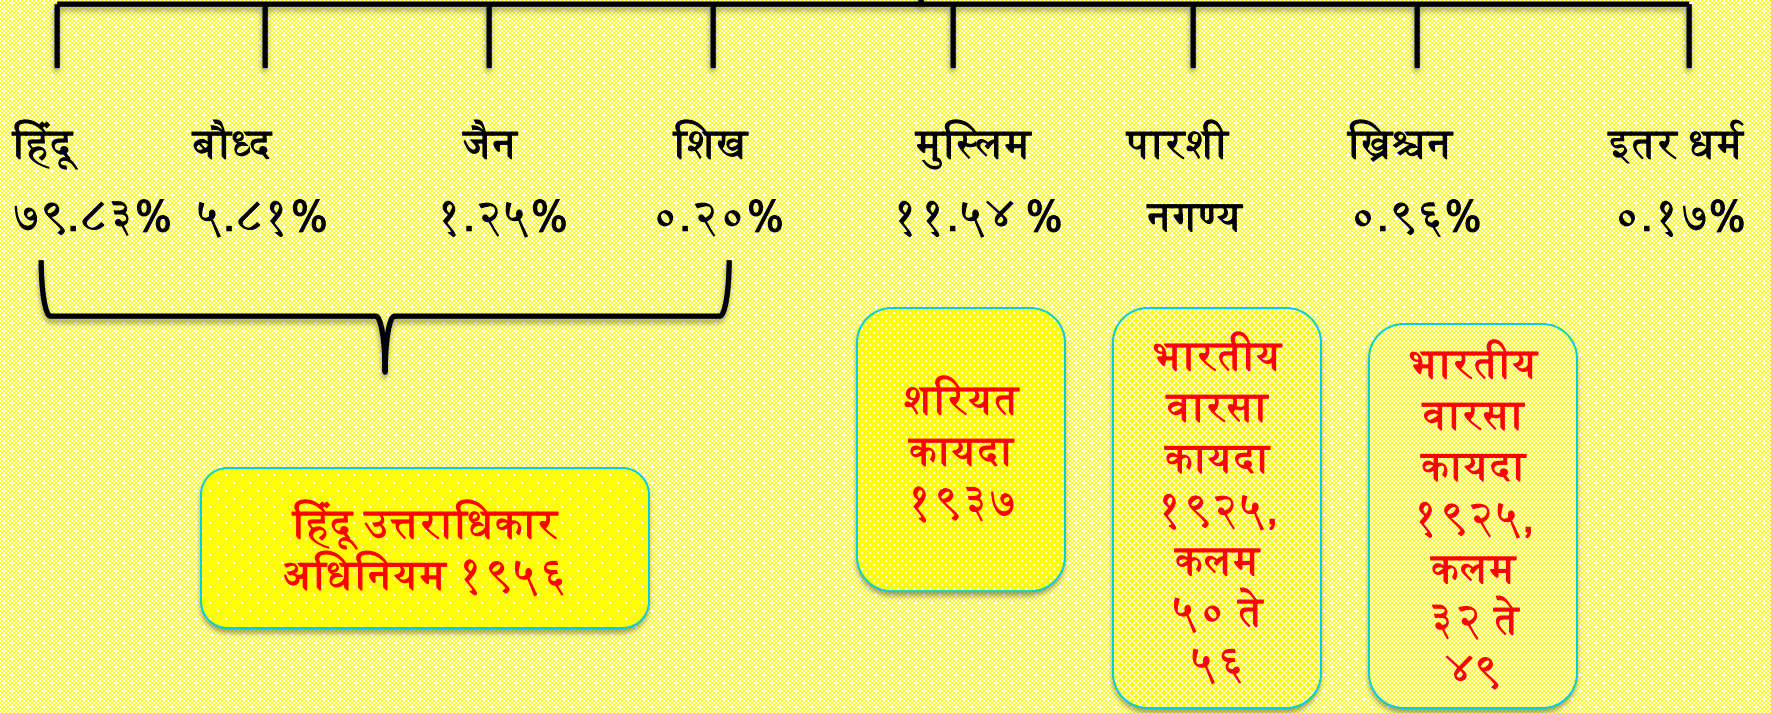 हिंदू बौध्द जैन शिख मुस्लिम पारशी ख्रिश्चन इतर धर्म
७९.८३% ५.८१% १.२५% ०.२०% ११.५४ % नगण्य ०.९६% ०.१७%
हिंदू उत्तराधिकार
अधिनियम १९५६
शरियत
कायदा
१९३७
भारतीय
वारसा
कायदा
१९२५,
कलम
५० ते
५६
भारतीय
वारसा
कायदा
१९२५,
कलम
३२ ते
४९